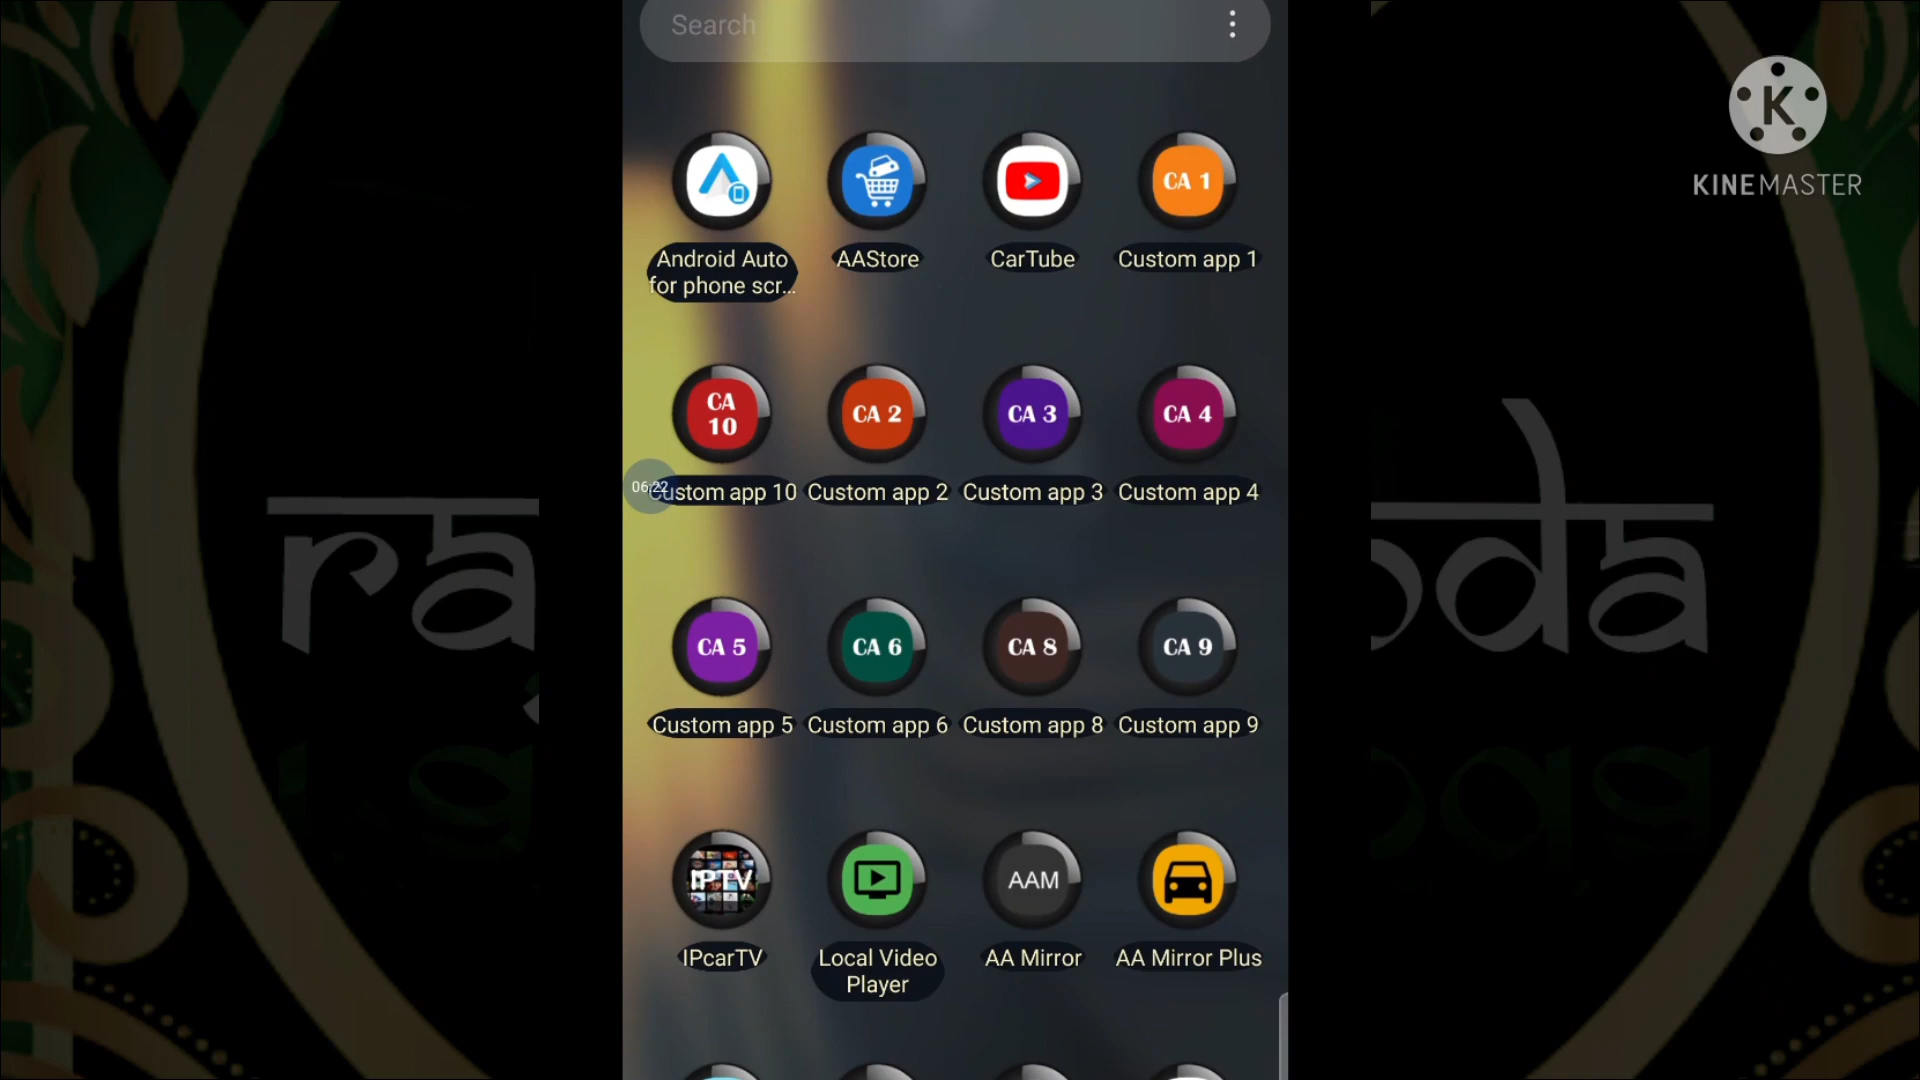 Search
KINEMASTER
Android Auto
for phone scr...
AAStore
CarTube
CA 1
Custom app 1
CA
10
CA 2
CA 3
CA 4
06:22
Custom app 10
Custom app 2
Custom app 3
Custom app 4
CA 5
CA 6
CA 8
CA 9
Custom app 5
Custom app 6
Custom app 8
Custom app 9
IPTV
AAM
IPcarTV
Local Video
Player
AA Mirror
AA Mirror Plus